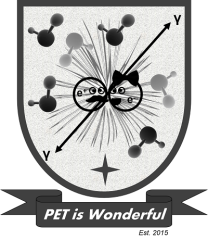 γ
e⁺
e⁻
γ
PET is Wonderful
Est. 2015